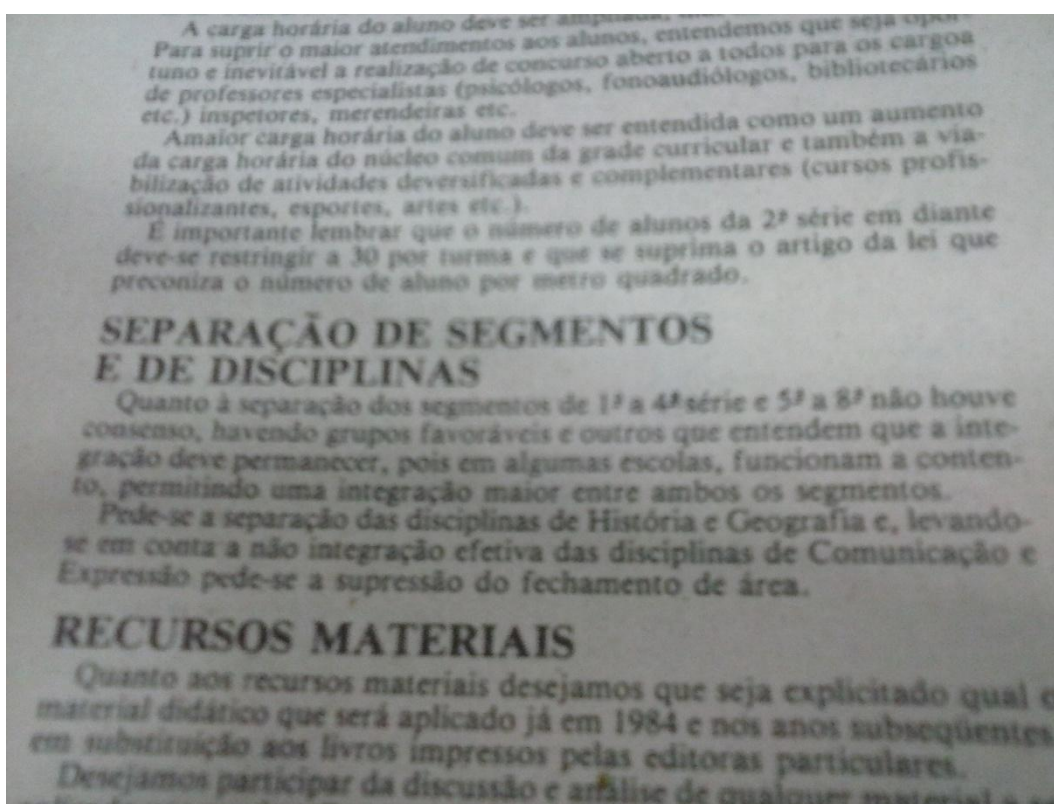 A carga horária do aluno deve ser ampliada,
Para suprir o maior atendimentos aos alunos, entendemos que seja opor-
tuno e inevitável a realização de concurso aberto a todos para os cargoa
de professores especialistas (psicólogos, fonoaudiólogos, bibliotecários
etc.) inspetores, merendeiras etc.
Amaior carga horária do aluno deve ser entendida como um aumento
da carga horária do núcleo comum da grade curricular e também a via-
bilização de atividades deversificadas e complementares (cursos profis-
sionalizantes, esportes, artes etc.).
É importante lembrar que o número de alunos da 2ª série em diante
deve-se restringir a 30 por turma e que se suprima o artigo da lei que
preconiza o número de aluno por metro quadrado.
SEPARAÇÃO DE SEGMENTOS
E DE DISCIPLINAS
Quanto à separação dos segmentos de 1ª a 4ª série e 5ª a 8ª não houve
consenso, havendo grupos favoráveis e outros que entendem que a inte-
gração deve permanecer, pois em algumas escolas, funcionam a conten-
to, permitindo uma integração maior entre ambos os segmentos.
Pede-se a separação das disciplinas de História e Geografia e, levando-
se em conta a não integração efetiva das disciplinas de Comunicação e
Expressão pede-se a supressão do fechamento de área.
RECURSOS MATERIAIS
Quanto aos recursos materiais desejamos que seja explicitado qual o
material didático que será aplicado já em 1984 e nos anos subseqüentes,
em substituição aos livros impressos pelas editoras particulares.
Desejamos participar da discussão e análise de qualquer material